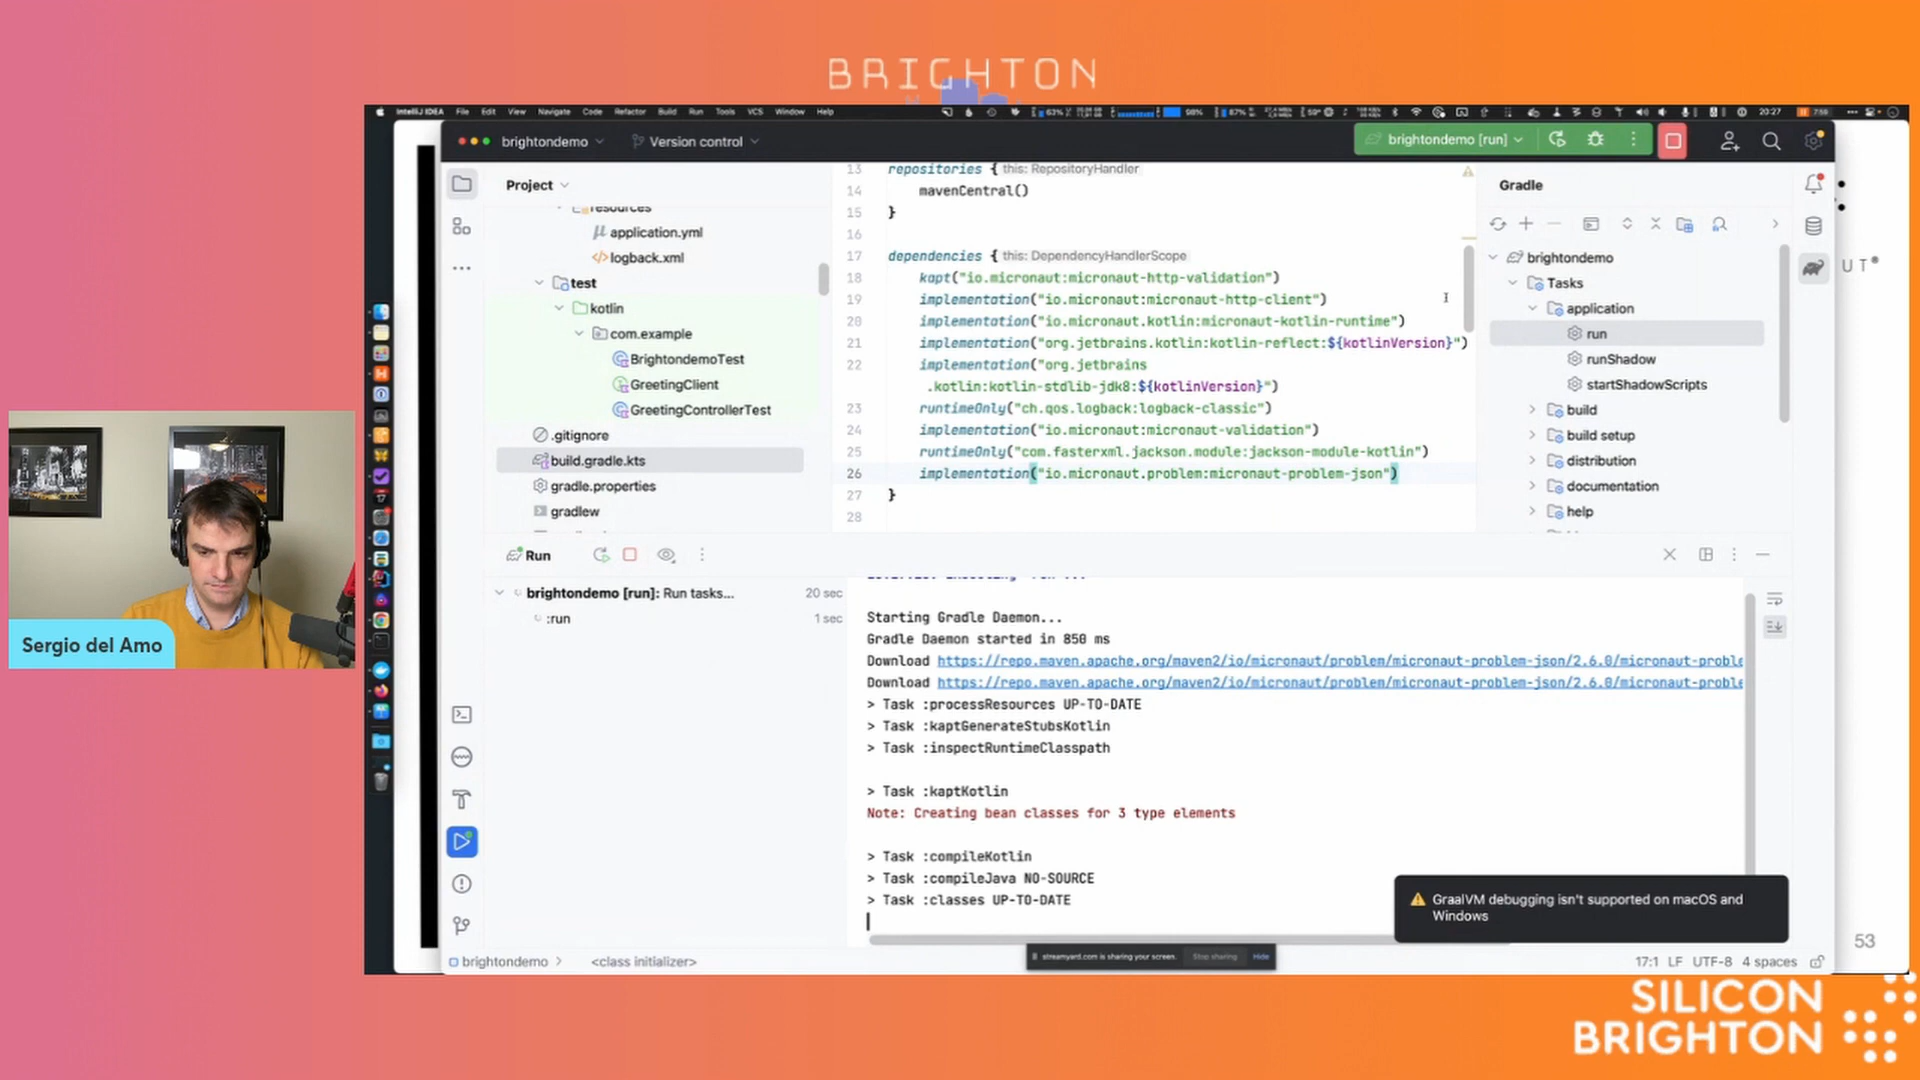 BRIGHTON
IntelliJ IDEA File Edit View Navigate Code Refactor Build Run Tools VCS Window Help
63% 98% 87% 20:27 7:59
brightondemo Version control brightondemo [run]
Project
resources
application.yml
logback.xml
test
kotlin
com.example
BrightondemoTest
GreetingClient
GreetingControllerTest
.gitignore
build.gradle.kts
gradle.properties
gradlew
13 repositories { this: RepositoryHandler
14 mavenCentral()
15 }
16
17 dependencies { this: DependencyHandlerScope
18 kapt("io.micronaut:micronaut-http-validation")
19 implementation("io.micronaut:micronaut-http-client")
20 implementation("io.micronaut.kotlin:micronaut-kotlin-runtime")
21 implementation("org.jetbrains.kotlin:kotlin-reflect:${kotlinVersion}")
22 implementation("org.jetbrains
.kotlin:kotlin-stdlib-jdk8:${kotlinVersion}")
23 runtimeOnly("ch.qos.logback:logback-classic")
24 implementation("io.micronaut:micronaut-validation")
25 runtimeOnly("com.fasterxml.jackson.module:jackson-module-kotlin")
26 implementation("io.micronaut.problem:micronaut-problem-json")
27 }
28
Gradle
brightondemo
Tasks
application
run
runShadow
startShadowScripts
build
build setup
distribution
documentation
help
UT®
Run
brightondemo [run]: Run tasks... 20 sec
:run 1 sec
Starting Gradle Daemon...
Gradle Daemon started in 850 ms
Download https://repo.maven.apache.org/maven2/io/micronaut/problem/micronaut-problem-json/2.6.0/micronaut-proble
Download https://repo.maven.apache.org/maven2/io/micronaut/problem/micronaut-problem-json/2.6.0/micronaut-proble
> Task :processResources UP-TO-DATE
> Task :kaptGenerateStubsKotlin
> Task :inspectRuntimeClasspath
> Task :kaptKotlin
Note: Creating bean classes for 3 type elements
> Task :compileKotlin
> Task :compileJava NO-SOURCE
> Task :classes UP-TO-DATE
GraalVM debugging isn't supported on macOS and
Windows
53
streamyard.com is sharing your screen. Stop sharing Hide
brightondemo > <class initializer>
17:1 LF UTF-8 4 spaces
Sergio del Amo
SILICON
BRIGHTON